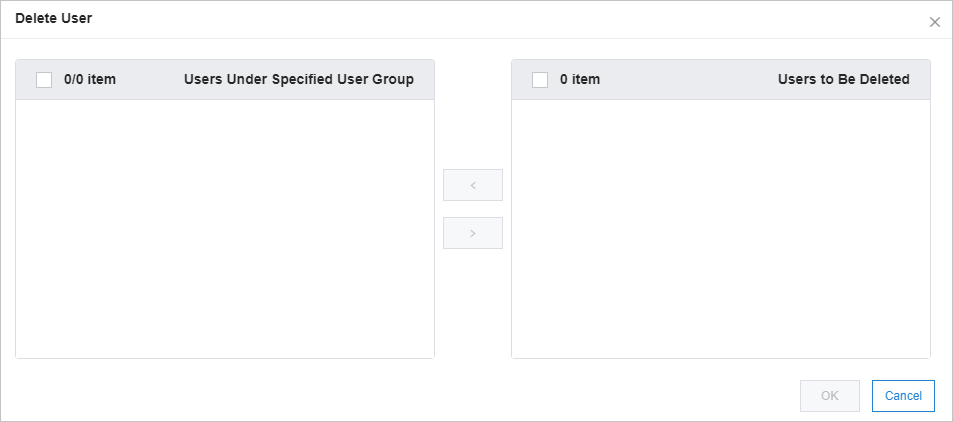 Delete User
0/0 item Users Under Specified User Group
0 item Users to Be Deleted
<
>
OK Cancel